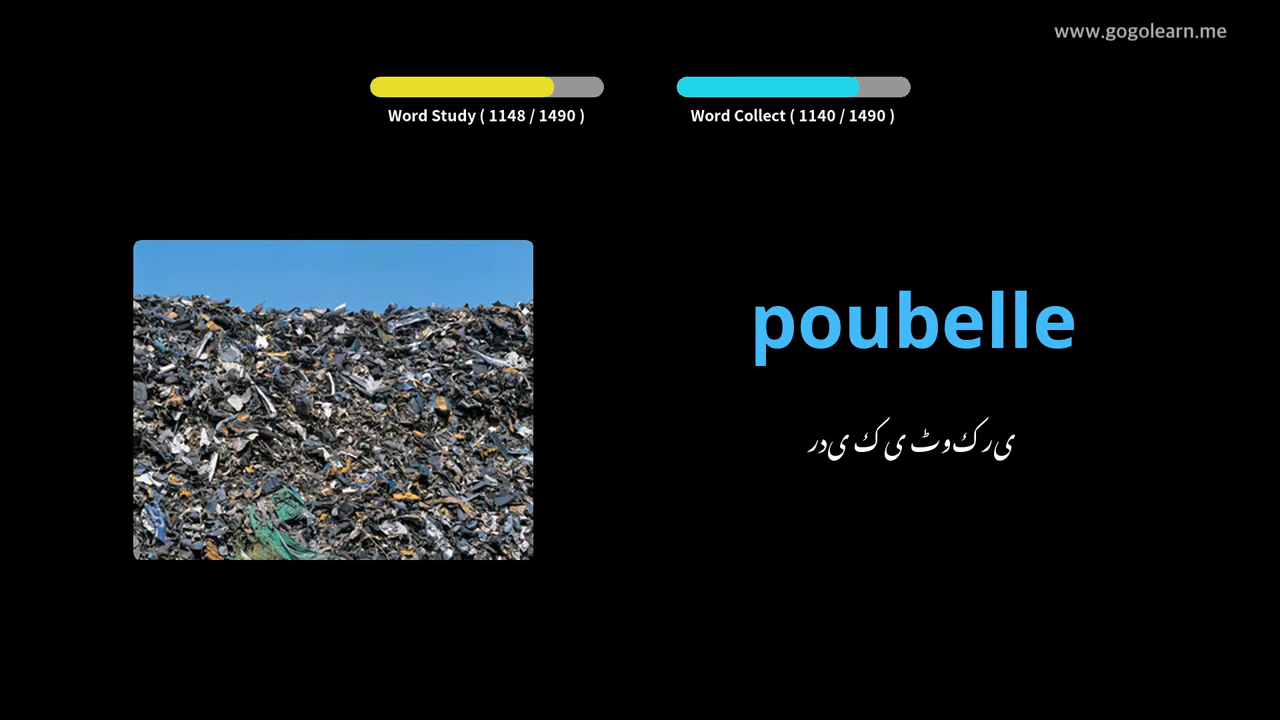 www.gogolearn.me
Word Study ( 1148 / 1490 )
Word Collect ( 1140 / 1490 )
poubelle
ردی کی ٹوکری